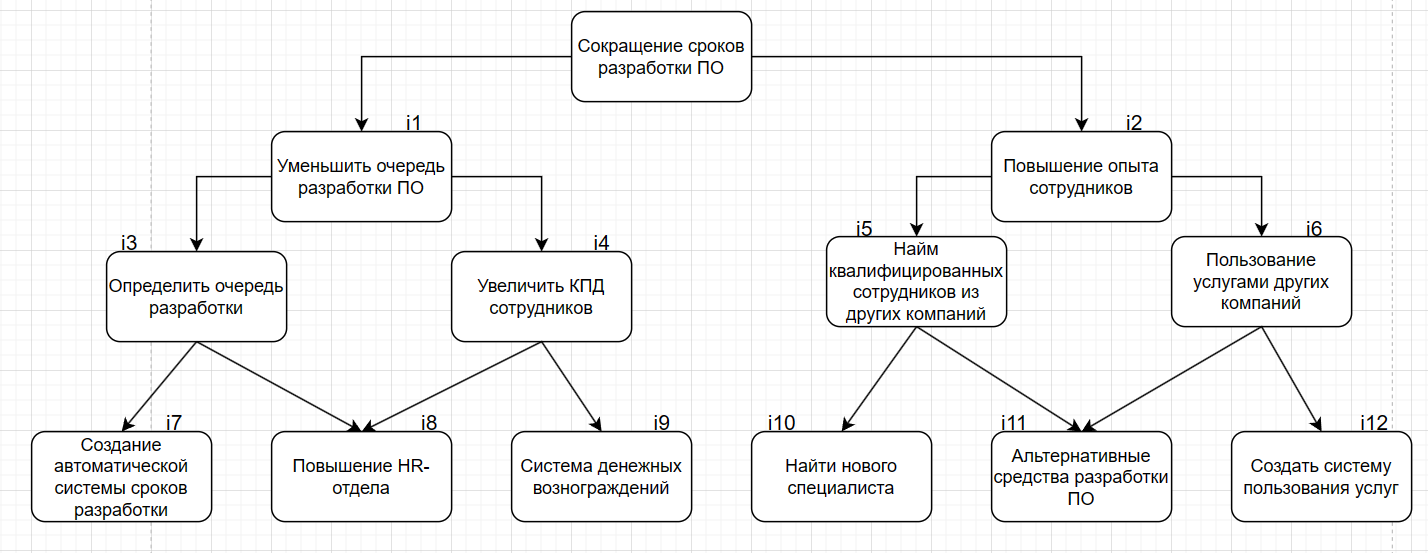 Сокращение сроков
разработки ПО
i1
Уменьшить очередь
разработки ПО
i2
Повышение опыта
сотрудников
i3
Определить очередь
разработки
i4
Увеличить КПД
сотрудников
i5
Найм
квалифицированных
сотрудников из
других компаний
i6
Пользование
услугами других
компаний
i7
Создание
автоматической
системы сроков
разработки
i8
Повышение HR-
отдела
i9
Система денежных
вознограждений
i10
Найти нового
специалиста
i11
Альтернативные
средства разработки
ПО
i12
Создать систему
пользования услуг